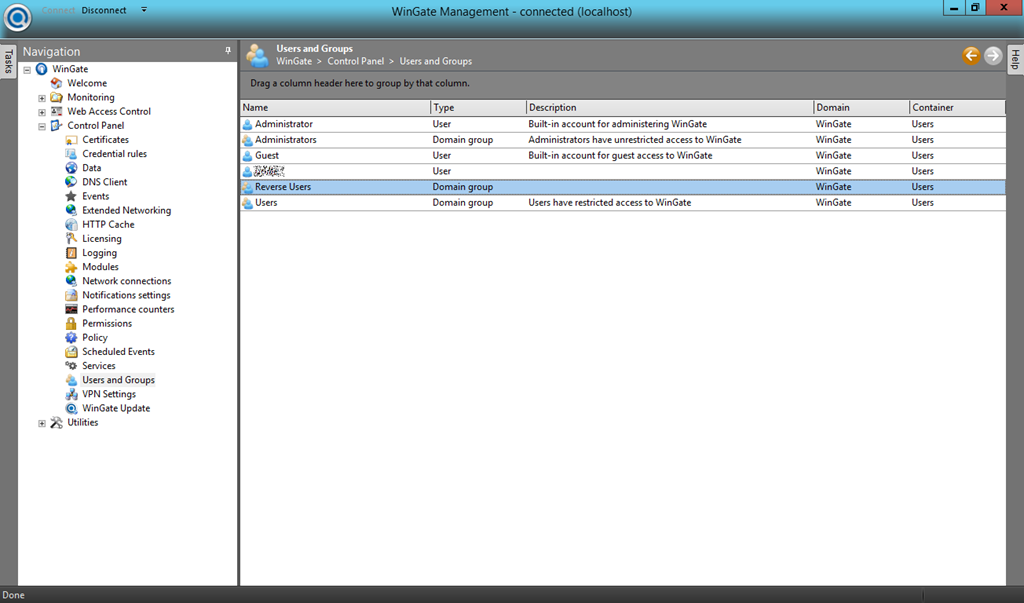 Connect Disconnect
WinGate Management - connected (localhost)
Tasks
Navigation
WinGate
Welcome
Monitoring
Web Access Control
Control Panel
Certificates
Credential rules
Data
DNS Client
Events
Extended Networking
HTTP Cache
Licensing
Logging
Modules
Network connections
Notifications settings
Performance counters
Permissions
Policy
Scheduled Events
Services
Users and Groups
VPN Settings
WinGate Update
Utilities
Users and Groups
WinGate > Control Panel > Users and Groups
Help
Drag a column header here to group by that column.
Name Type Description Domain Container
Administrator User Built-in account for administering WinGate WinGate Users
Administrators Domain group Administrators have unrestricted access to WinGate WinGate Users
Guest User Built-in account for guest access to WinGate WinGate Users
User WinGate Users
Reverse Users Domain group WinGate Users
Users Domain group Users have restricted access to WinGate WinGate Users
Done